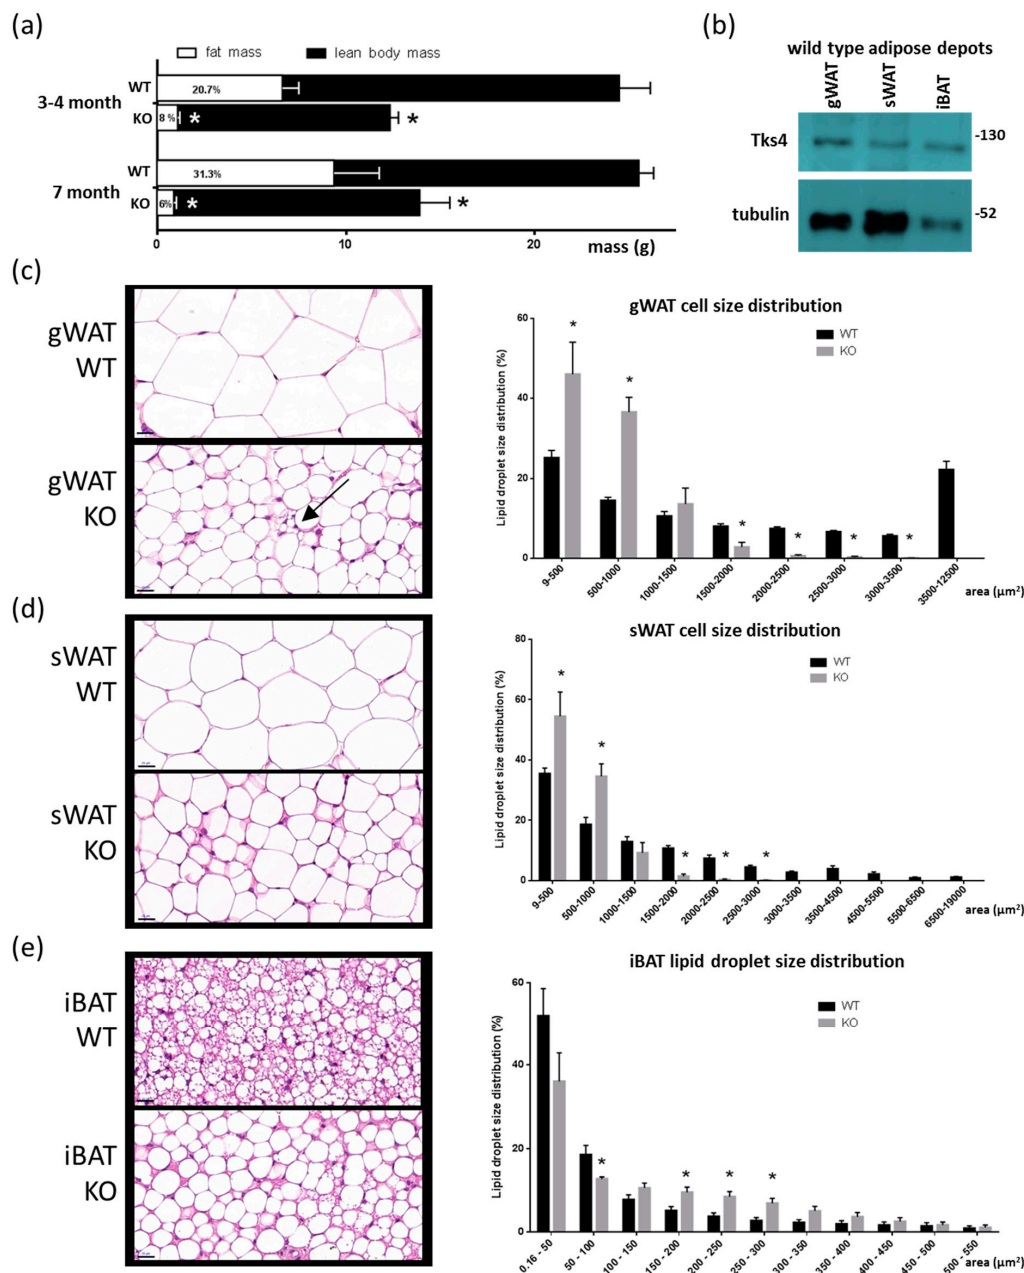 (a)
fat mass
lean body mass
3-4 month
WT
20.7%
KO
8 %
*
*
7 month
WT
31.3%
KO
6%
*
*
0
10
20
mass (g)
(b)
wild type adipose depots
gWAT
sWAT
iBAT
Tks4
-130
tubulin
-52
(c)
gWAT
WT
gWAT
KO
gWAT cell size distribution
WT
KO
Lipid droplet size distribution (%)
60
40
20
0
* * * * * *
9-500
500-1000
1000-1500
1500-2000
2000-2500
2500-3000
3000-3500
3500-12500
area (µm²)
(d)
sWAT
WT
sWAT
KO
sWAT cell size distribution
WT
KO
Lipid droplet size distribution (%)
80
60
40
20
0
* * * * *
9-500
500-1000
1000-1500
1500-2000
2000-2500
2500-3000
3000-3500
3500-4500
4500-5500
5500-6500
6500-19000
area (µm²)
(e)
iBAT
WT
iBAT
KO
iBAT lipid droplet size distribution
WT
KO
Lipid droplet size distribution (%)
60
40
20
0
* * * *
0.16 - 50
50 - 100
100 - 150
150 - 200
200 - 250
250 - 300
300 - 350
350 - 400
400 - 450
450 - 500
500 - 550
area (µm²)